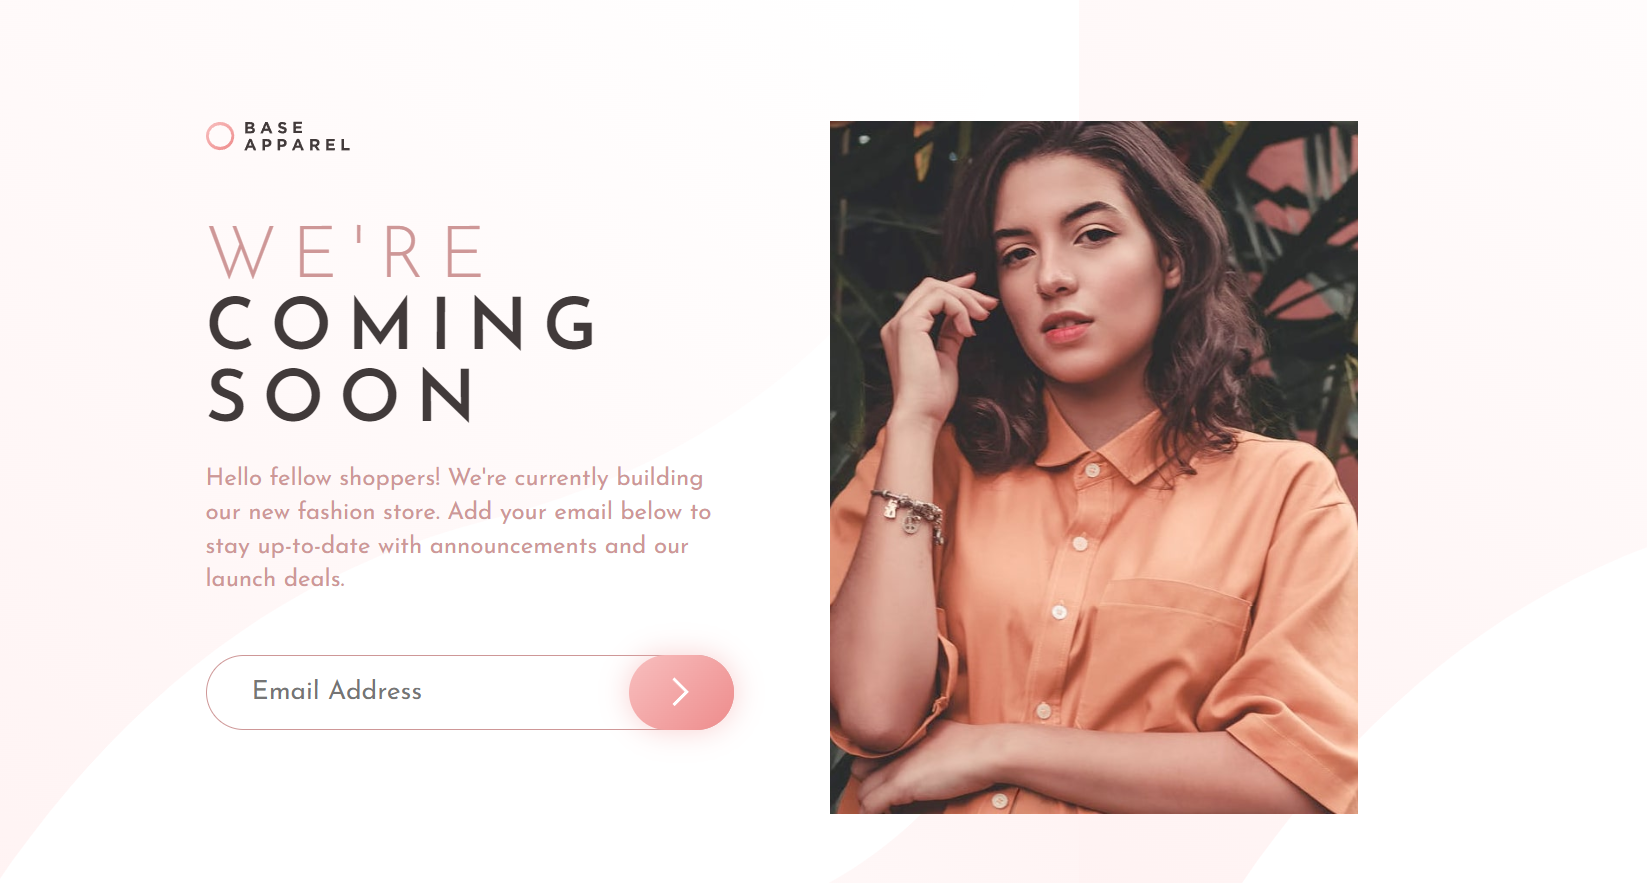 BASE
APPAREL
WE'RE
COMING
SOON
Hello fellow shoppers! We're currently building
our new fashion store. Add your email below to
stay up-to-date with announcements and our
launch deals.
Email Address